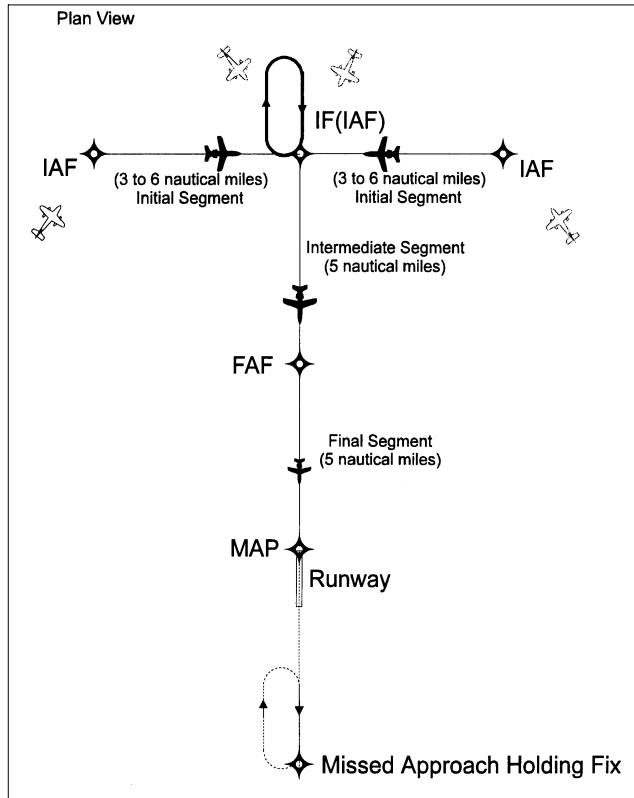 Plan View
IF(IAF)
IAF
IAF
(3 to 6 nautical miles)
Initial Segment
(3 to 6 nautical miles)
Initial Segment
Intermediate Segment
(5 nautical miles)
FAF
Final Segment
(5 nautical miles)
MAP
Runway
Missed Approach Holding Fix